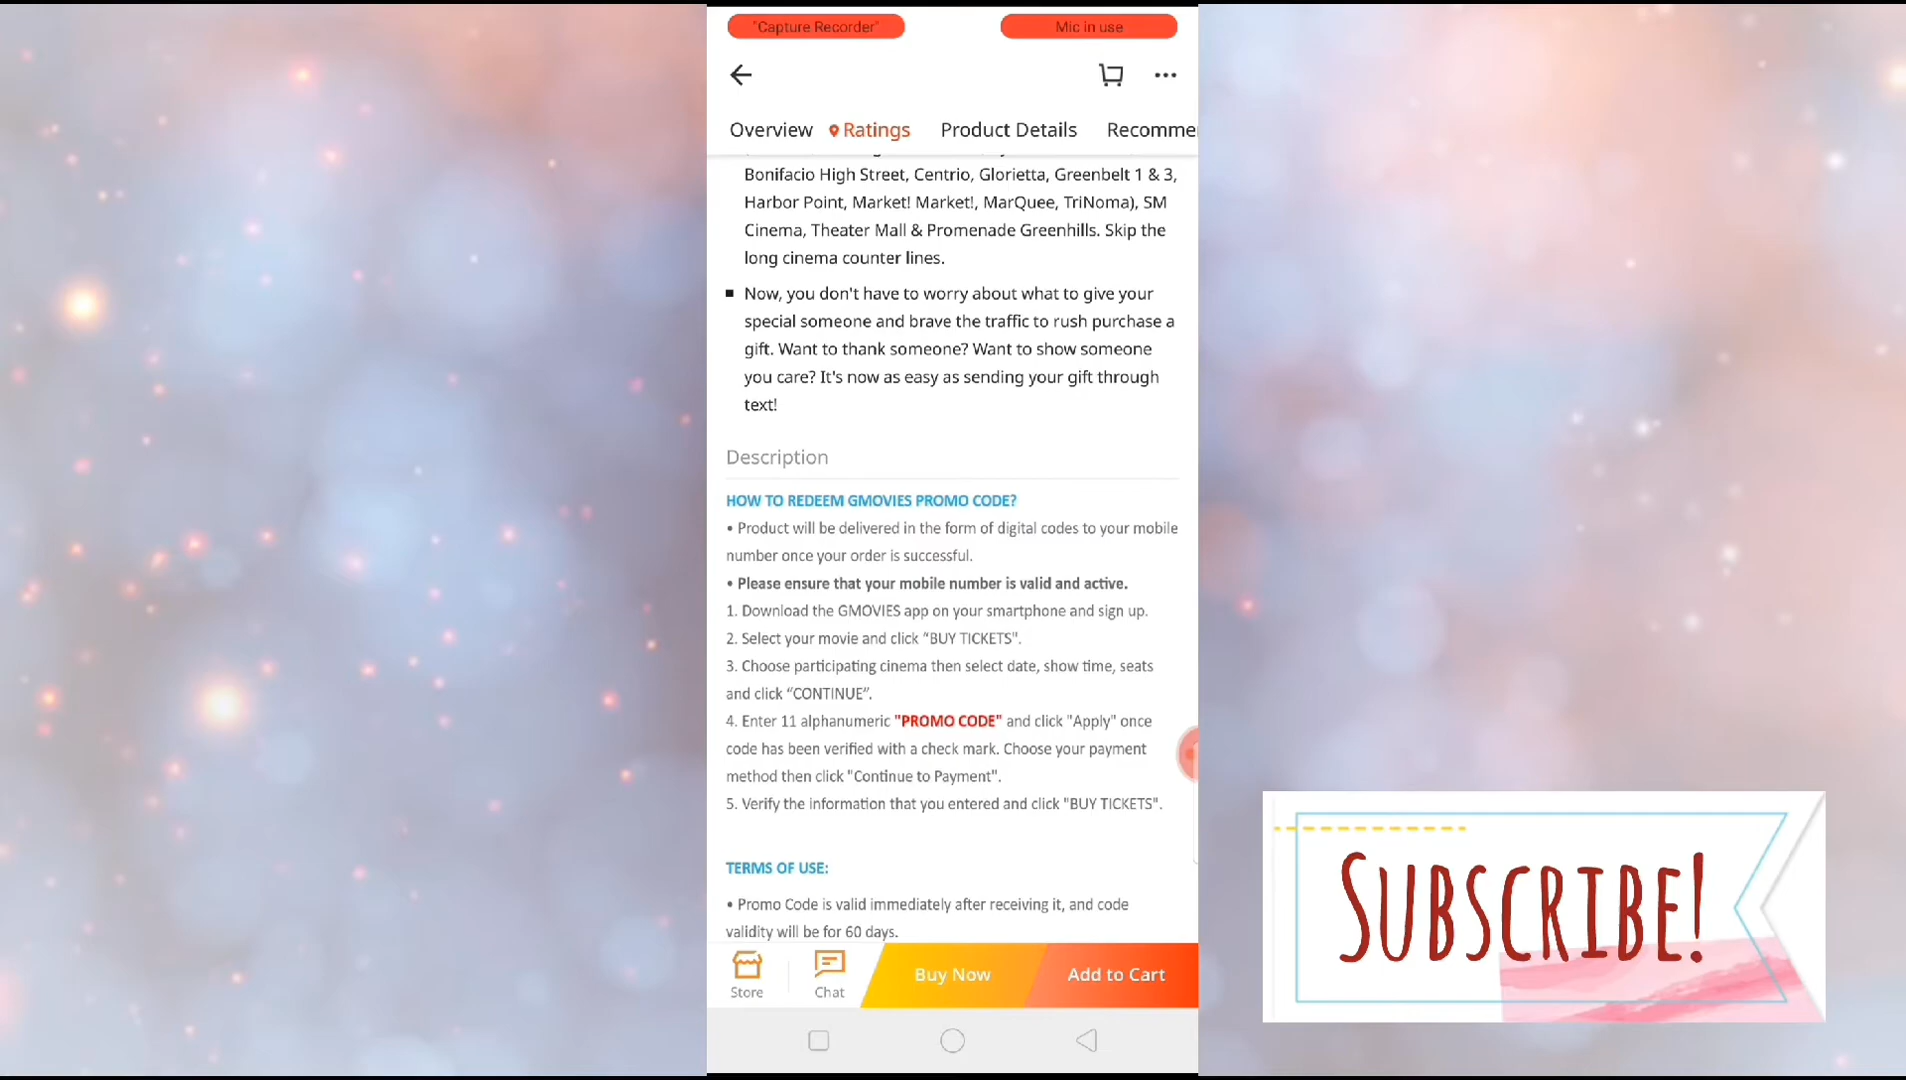 "Capture Recorder"
Mic in use
Overview
Ratings
Product Details
Recomme
Bonifacio High Street, Centrio, Glorietta, Greenbelt 1 & 3,
Harbor Point, Market! Market!, MarQuee, TriNoma), SM
Cinema, Theater Mall & Promenade Greenhills. Skip the
long cinema counter lines.
▪ Now, you don't have to worry about what to give your
special someone and brave the traffic to rush purchase a
gift. Want to thank someone? Want to show someone
you care? It's now as easy as sending your gift through
text!
Description
HOW TO REDEEM GMOVIES PROMO CODE?
• Product will be delivered in the form of digital codes to your mobile
number once your order is successful.
• Please ensure that your mobile number is valid and active.
1. Download the GMOVIES app on your smartphone and sign up.
2. Select your movie and click “BUY TICKETS".
3. Choose participating cinema then select date, show time, seats
and click “CONTINUE”.
4. Enter 11 alphanumeric "PROMO CODE" and click "Apply" once
code has been verified with a check mark. Choose your payment
method then click "Continue to Payment".
5. Verify the information that you entered and click "BUY TICKETS".
TERMS OF USE:
• Promo Code is valid immediately after receiving it, and code
validity will be for 60 days.
Store
Chat
Buy Now
Add to Cart
SUBSCRIBE!